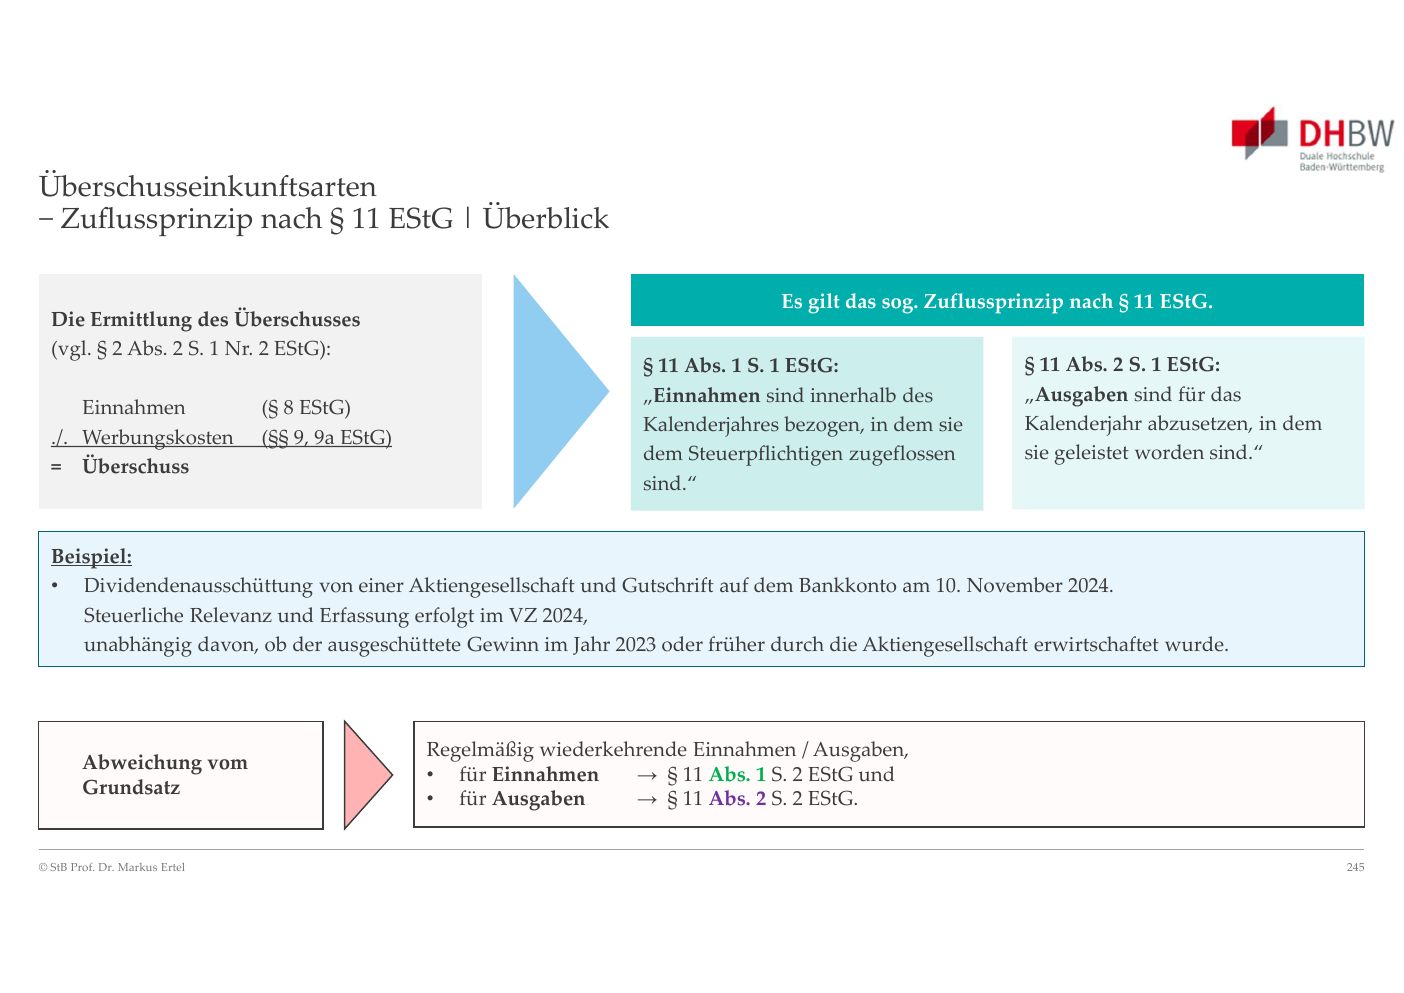 DHBW
Duale Hochschule
Baden-Württemberg
Überschusseinkunftsarten
– Zuflussprinzip nach § 11 EStG | Überblick
Die Ermittlung des Überschusses
(vgl. § 2 Abs. 2 S. 1 Nr. 2 EStG):
Einnahmen (§ 8 EStG)
./. Werbungskosten (§§ 9, 9a EStG)
= Überschuss
Es gilt das sog. Zuflussprinzip nach § 11 EStG.
§ 11 Abs. 1 S. 1 EStG:
„Einnahmen sind innerhalb des
Kalenderjahres bezogen, in dem sie
dem Steuerpflichtigen zugeflossen
sind.“
§ 11 Abs. 2 S. 1 EStG:
„Ausgaben sind für das
Kalenderjahr abzusetzen, in dem
sie geleistet worden sind.“
Beispiel:
• Dividendenausschüttung von einer Aktiengesellschaft und Gutschrift auf dem Bankkonto am 10. November 2024.
Steuerliche Relevanz und Erfassung erfolgt im VZ 2024,
unabhängig davon, ob der ausgeschüttete Gewinn im Jahr 2023 oder früher durch die Aktiengesellschaft erwirtschaftet wurde.
Abweichung vom
Grundsatz
Regelmäßig wiederkehrende Einnahmen / Ausgaben,
• für Einnahmen → § 11 Abs. 1 S. 2 EStG und
• für Ausgaben → § 11 Abs. 2 S. 2 EStG.
© StB Prof. Dr. Markus Ertel
245